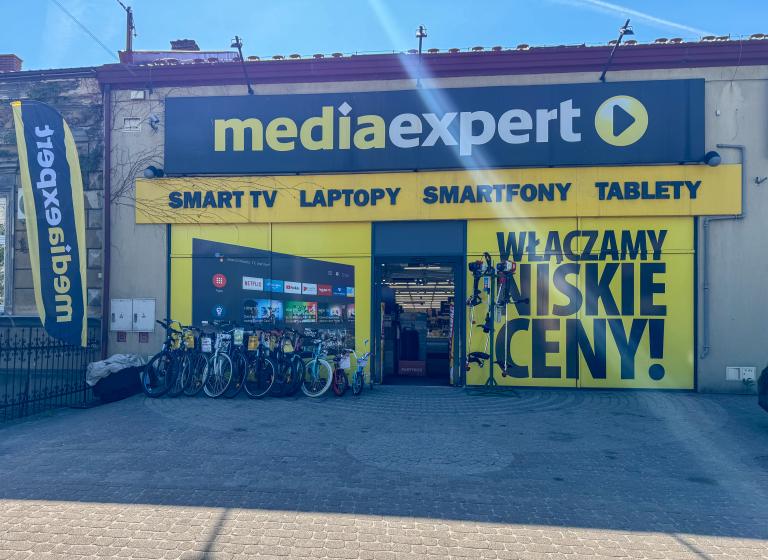 mediaexpert
mediaexpert
SMART TV LAPTOPY SMARTFONY TABLETY
NETFLIX
WŁĄCZAMY
NISKIE
CENY!